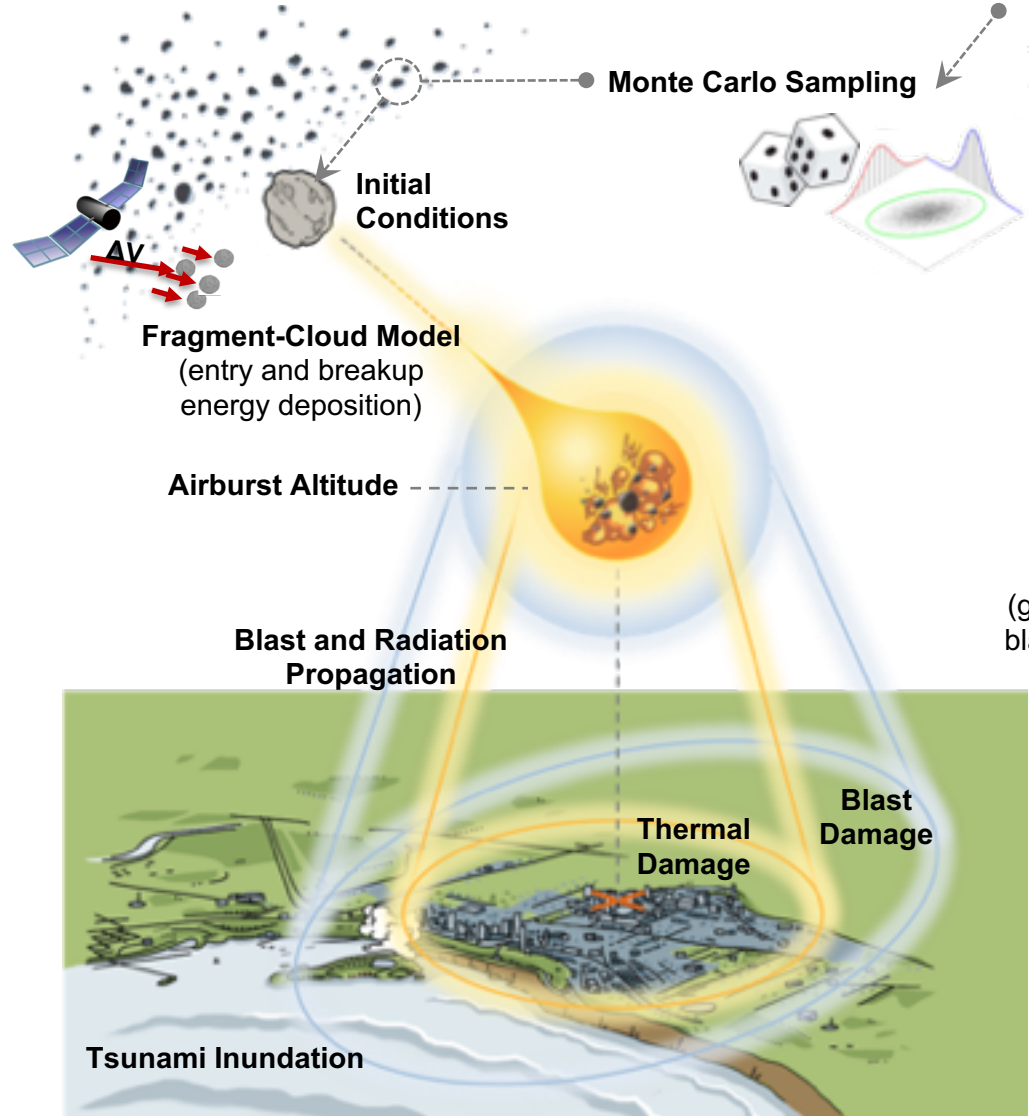 Monte Carlo Sampling
Initial
Conditions
ΔV
Fragment-Cloud Model
(entry and breakup
energy deposition)
Airburst Altitude
(g
bla
Blast and Radiation
Propagation
Blast
Damage
Thermal
Damage
Tsunami Inundation